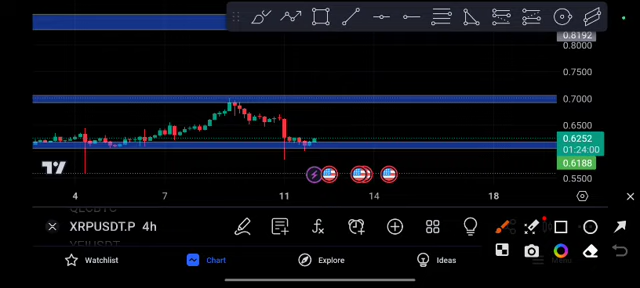 0.8192
0.8000
0.7500
0.7000
0.6500
0.6252
01:24:00
0.6188
0.5500
4 7 11 14 18
XRPUSDT.P 4h
Watchlist
Chart
Explore
Ideas